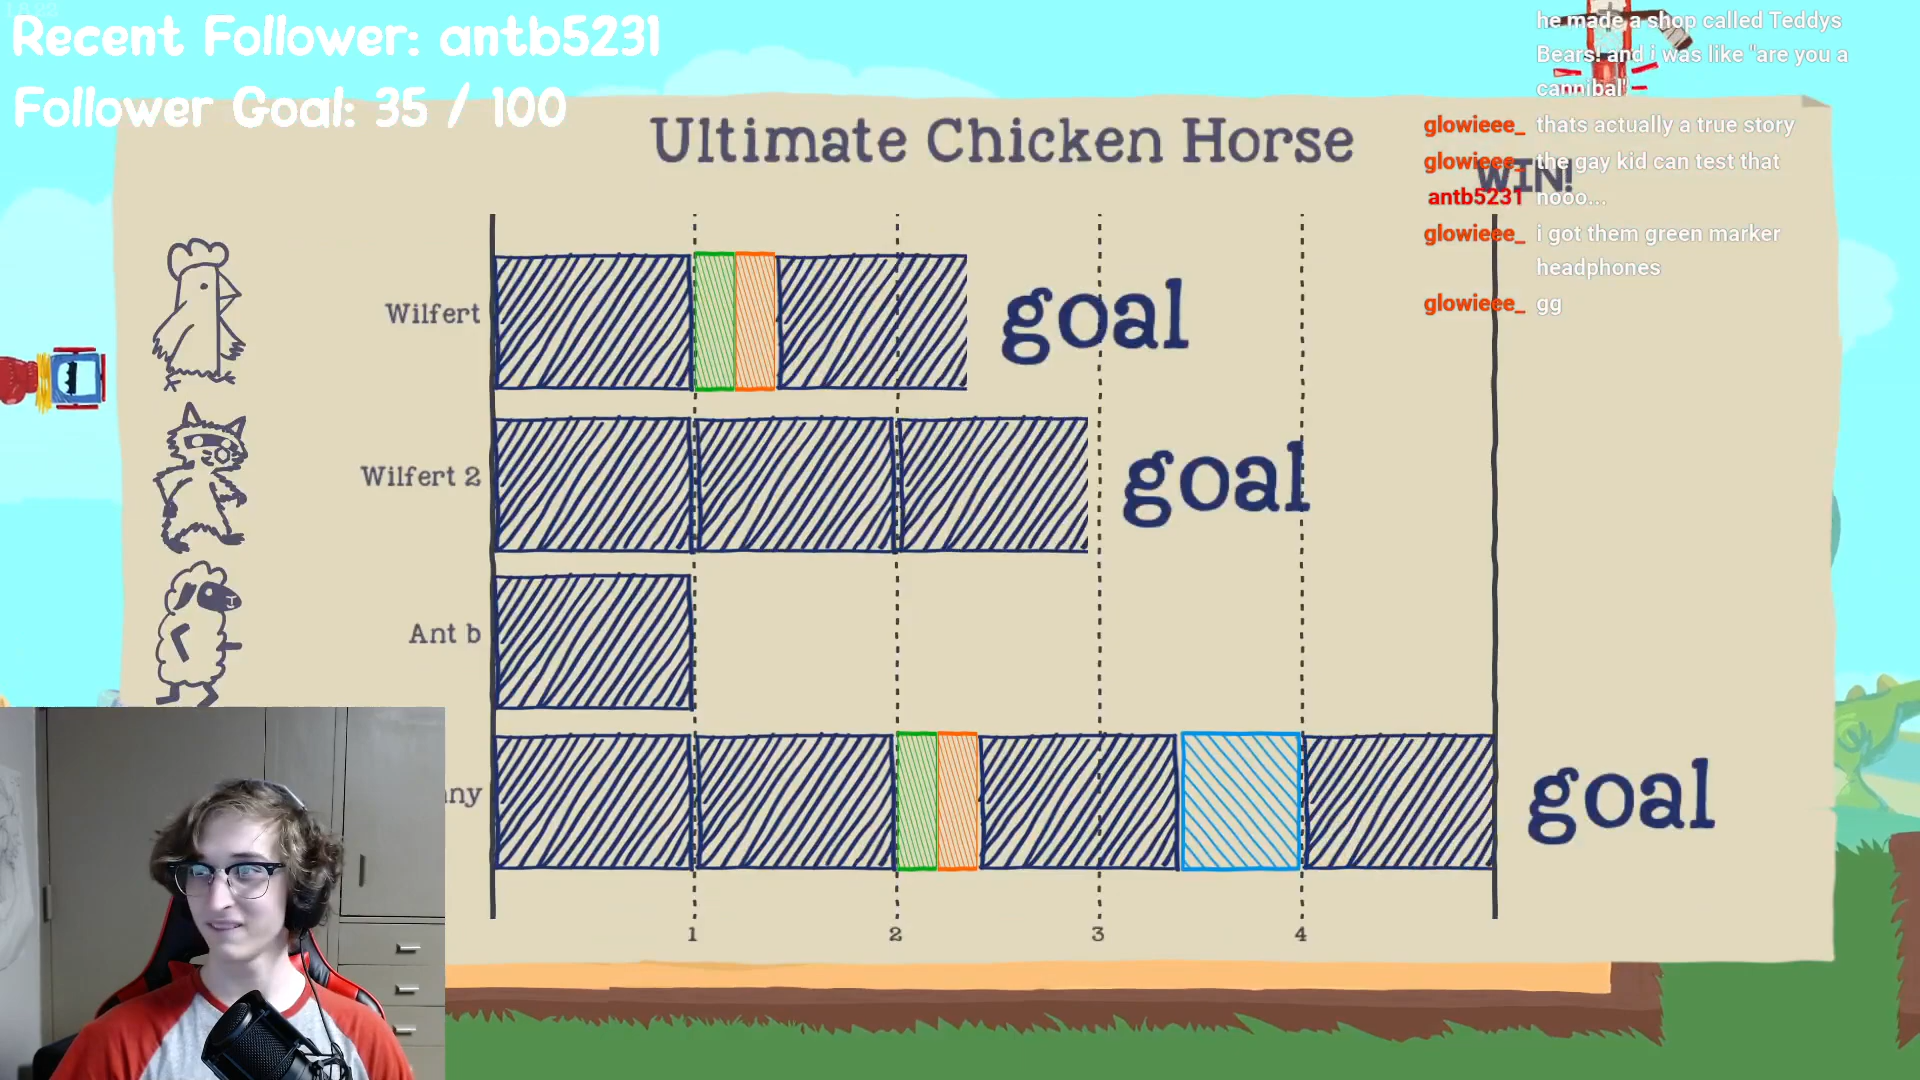 Recent Follower: antb5231
Follower Goal: 35 / 100
he made a shop called Teddys
Bears! and i was like "are you a
cannibal"
glowieee_ thats actually a true story
glowieee_ the gay kid can test that
antb5231 nooo...
glowieee_ i got them green marker
headphones
glowieee_ gg
Ultimate Chicken Horse
WIN!
Wilfert
goal
Wilfert 2
goal
Ant b
ny
goal
1 2 3 4